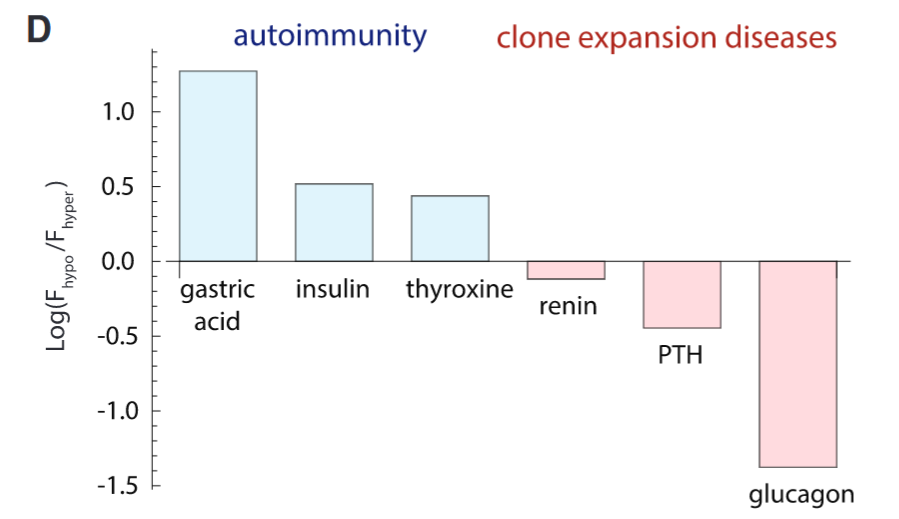 D
autoimmunity
clone expansion diseases
Log(Fhypo/Fhyper)
1.0
0.5
0.0
-0.5
-1.0
-1.5
gastric
acid
insulin
thyroxine
renin
PTH
glucagon